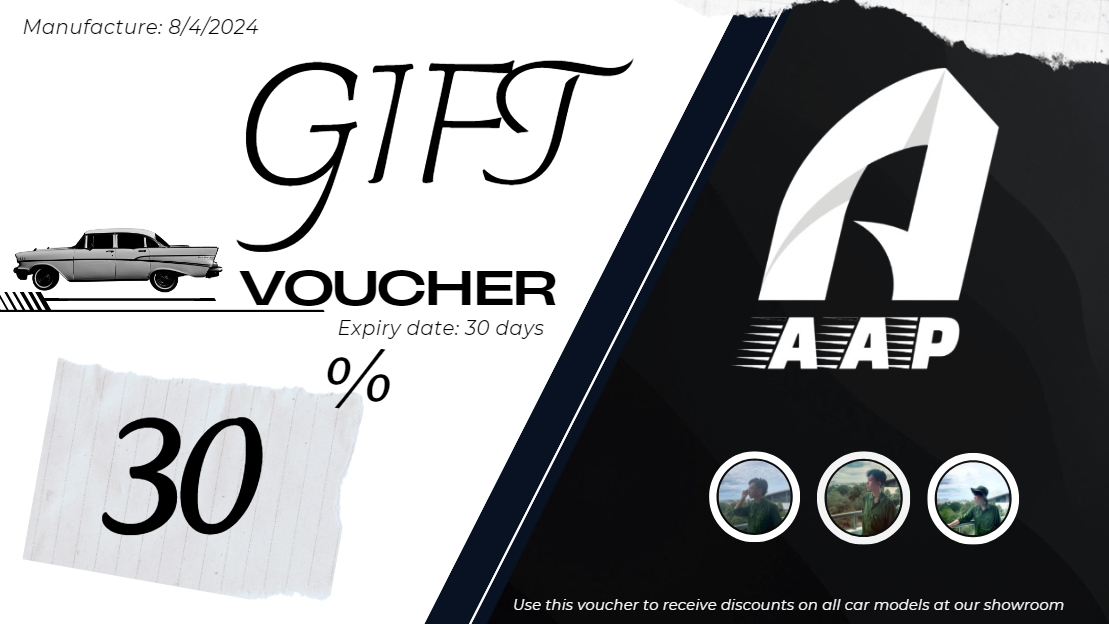 Manufacture: 8/4/2024
GIFT
VOUCHER
Expiry date: 30 days
%
30
AAP
Use this voucher to receive discounts on all car models at our showroom